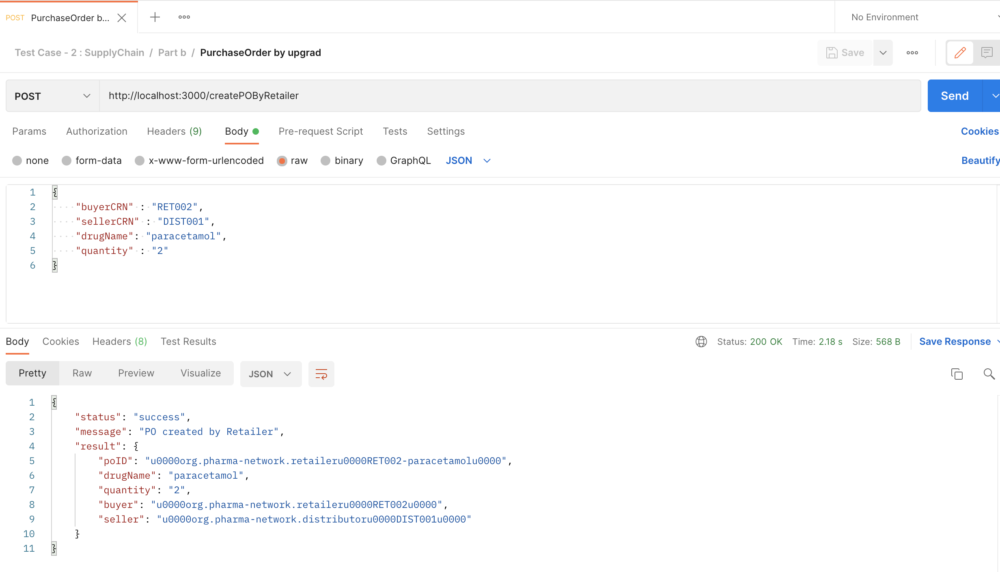 POST PurchaseOrder b... No Environment
Test Case - 2 : SupplyChain / Part b / PurchaseOrder by upgrad Save
POST http://localhost:3000/createPOByRetailer Send
Params Authorization Headers (9) Body Pre-request Script Tests Settings Cookies
none form-data x-www-form-urlencoded raw binary GraphQL JSON Beautify
1 {
2 "buyerCRN" : "RET002",
3 "sellerCRN" : "DIST001",
4 "drugName": "paracetamol",
5 "quantity" : "2"
6 }
Body Cookies Headers (8) Test Results Status: 200 OK Time: 2.18 s Size: 568 B Save Response
Pretty Raw Preview Visualize JSON
1 {
2 "status": "success",
3 "message": "PO created by Retailer",
4 "result": {
5 "poID": "u0000org.pharma-network.retaileru0000RET002-paracetamolu0000",
6 "drugName": "paracetamol",
7 "quantity": "2",
8 "buyer": "u0000org.pharma-network.retaileru0000RET002u0000",
9 "seller": "u0000org.pharma-network.distributoru0000DIST001u0000"
10 }
11 }